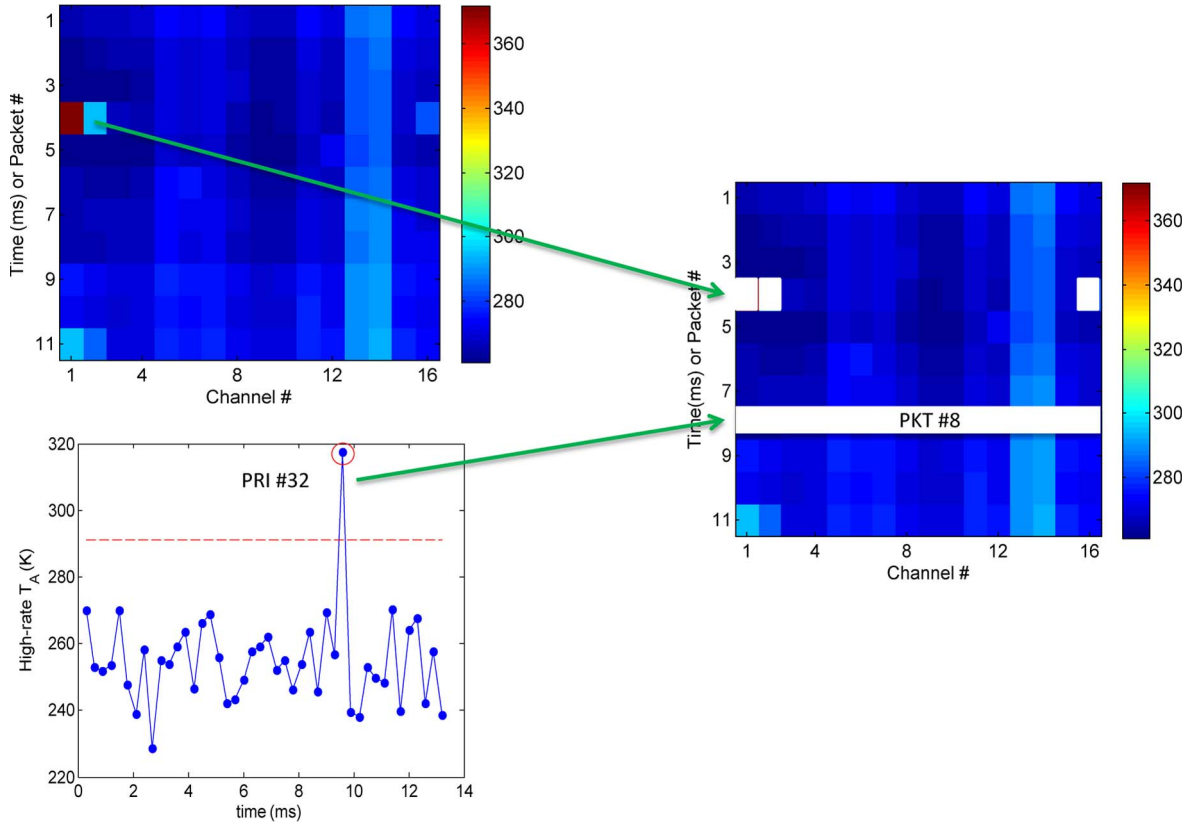 1
3
5
7
9
11
Time (ms) or Packet #
1 4 8 12 16
Channel #
360
340
320
300
280
1
3
5
7
9
11
Time(ms) or Packet #
PKT #8
1 4 8 12 16
Channel #
360
340
320
300
280
320
300
280
260
240
220
High-rate T_A (K)
PRI #32
0 2 4 6 8 10 12 14
time (ms)